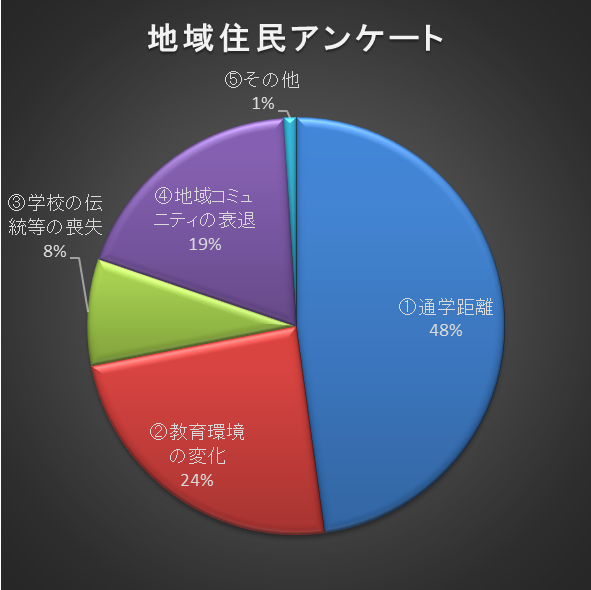 地域住民アンケート
⑤その他
1%
④地域コミュ
ニティの衰退
19%
③学校の伝
統等の喪失
8%
①通学距離
48%
②教育環境
の変化
24%